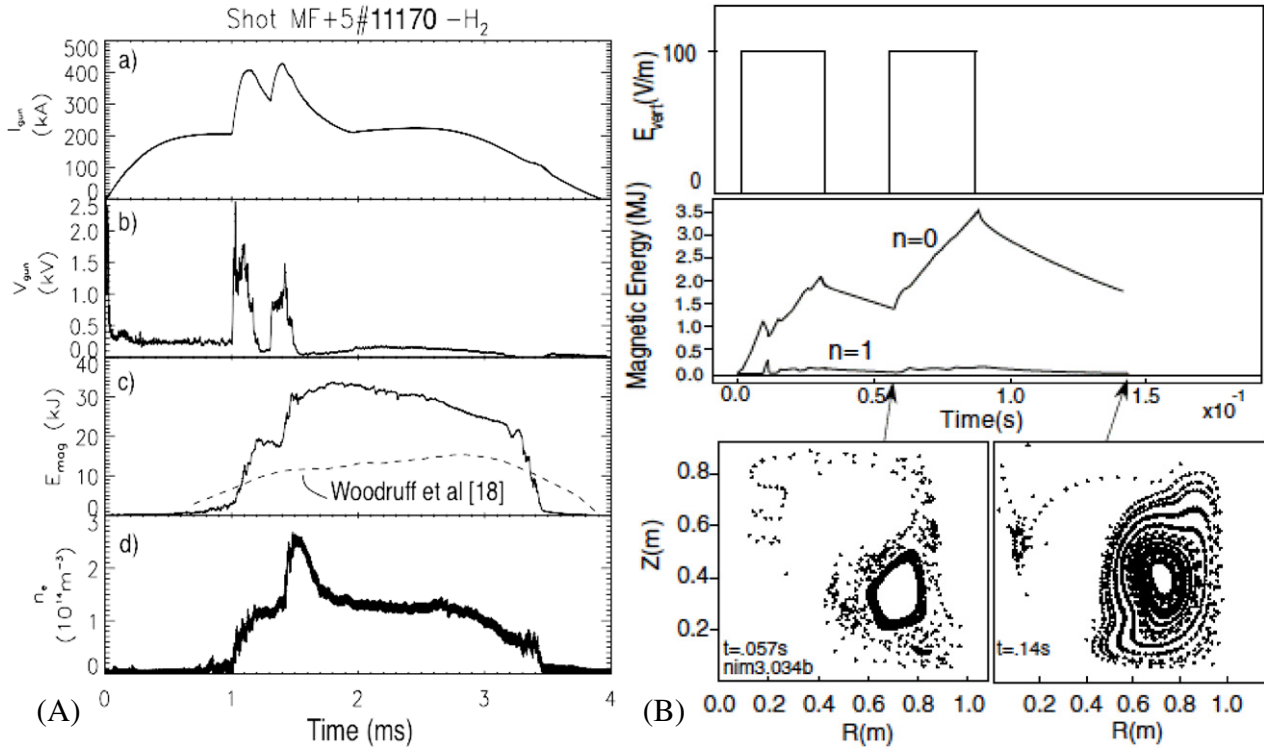 Shot MF+5#11170 -H₂
a)
500
400
300
200
100
0
I_gun
(kA)
b)
2.5
2.0
1.5
1.0
0.5
0.0
V_gun
(kV)
c)
40
30
20
10
0
E_mag (kJ)
Woodruff et al [18]
d)
3
2
1
0
n_e
(10¹⁴m⁻³)
0 1 2 3 4
Time (ms)
(A)
100
0
E_vert(V/m)
3.5
3.0
2.5
2.0
1.5
1.0
0.5
0.0
Magnetic Energy (MJ)
n=0
n=1
0.0 0.5 1.0 1.5
Time(s)
x10⁻¹
0.8
0.6
0.4
0.2
Z(m)
t=.057s
nim3.034b
t=.14s
0.0 0.2 0.4 0.6 0.8 1.0
R(m)
0.2 0.4 0.6 0.8 1.0
R(m)
(B)